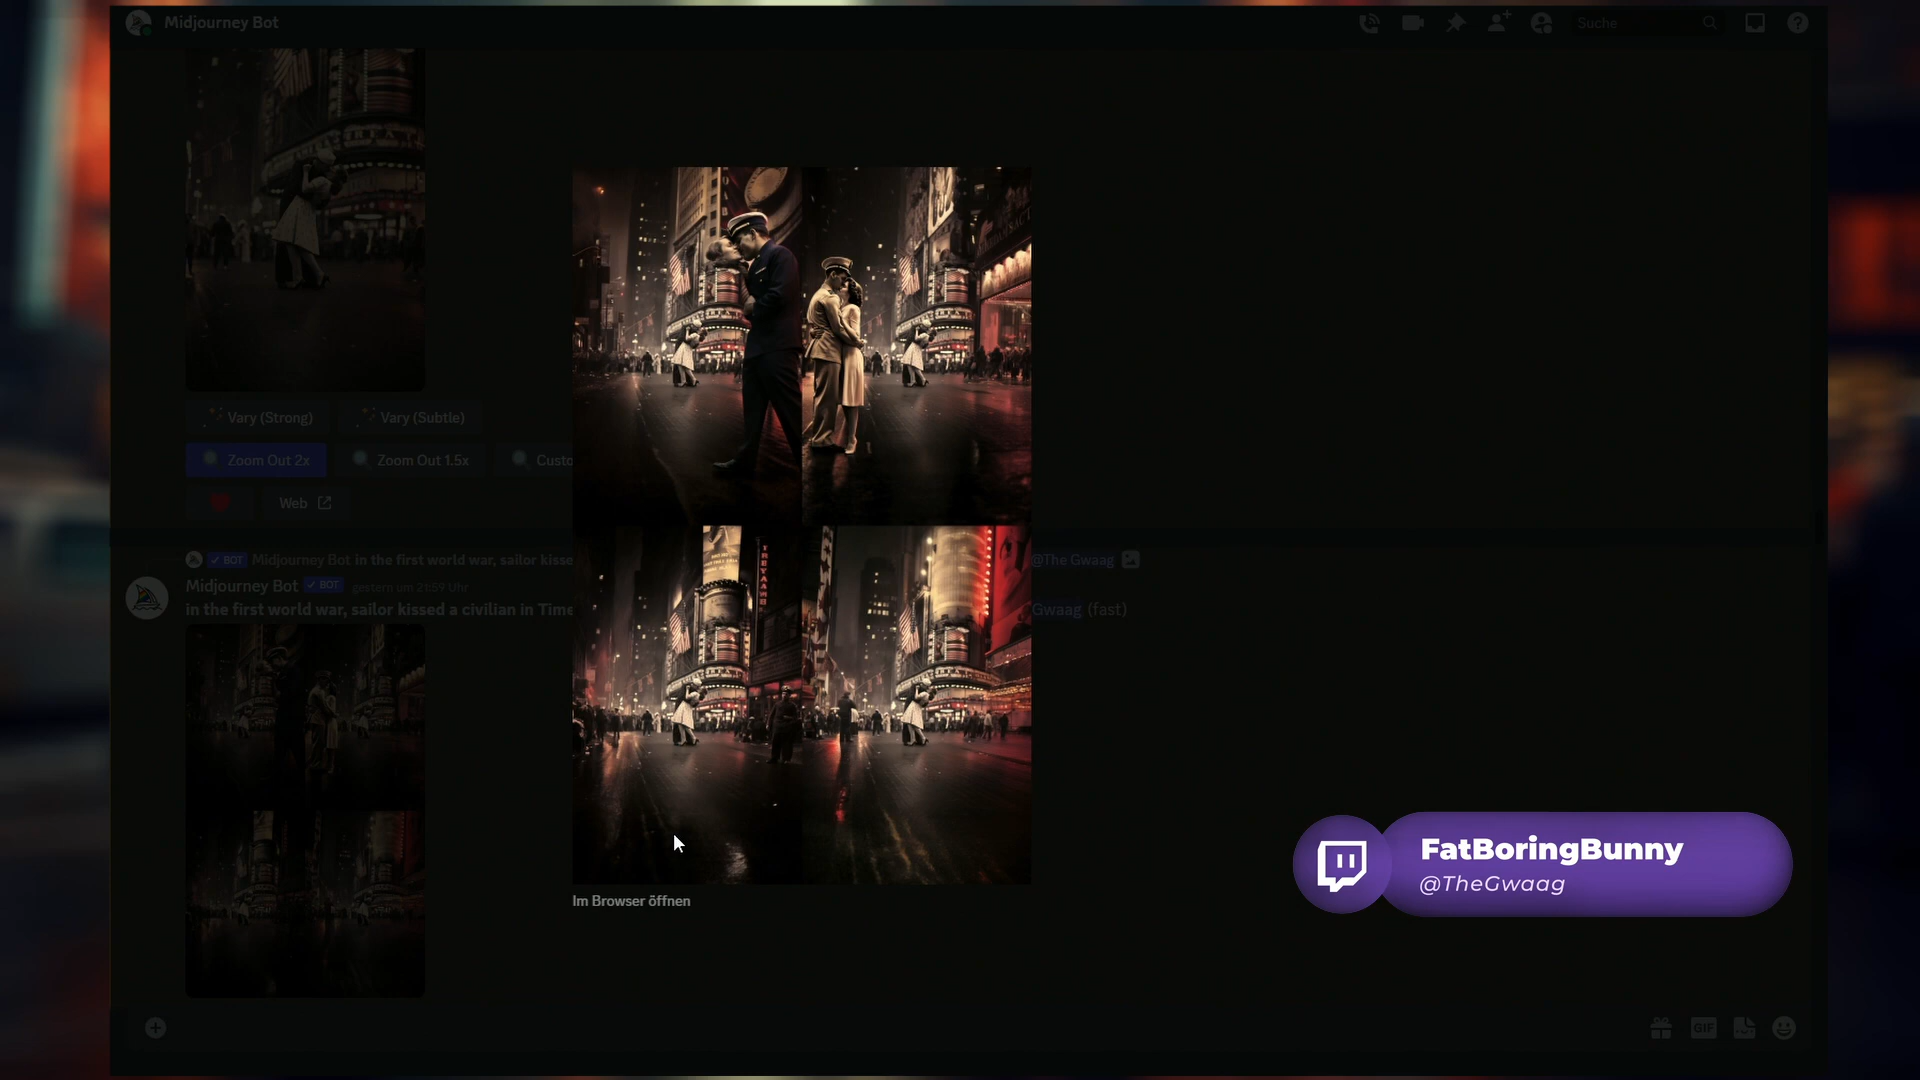 Midjourney Bot
Suche
Vary (Strong)
Vary (Subtle)
Zoom Out 2x
Zoom Out 1.5x
Custo
Web
BOT Midjourney Bot in the first world war, sailor kisse
@The Gwaag
Midjourney Bot
BOT
gestern um 21:59 Uhr
in the first world war, sailor kissed a civilian in Time
Gwaag (fast)
Im Browser öffnen
FatBoringBunny
@TheGwaag
GIF